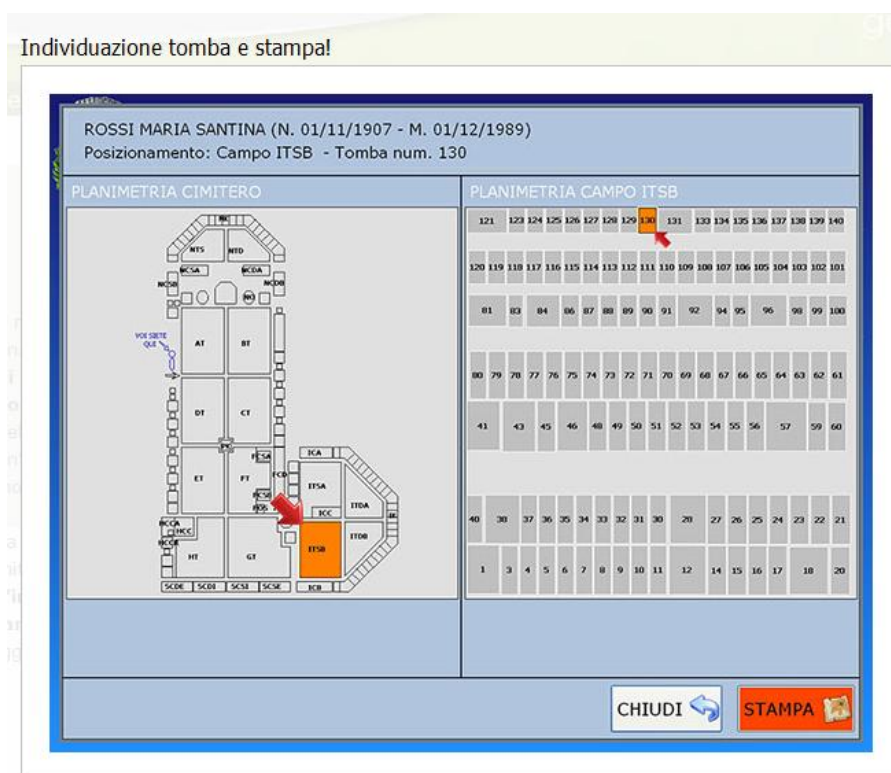 Individuazione tomba e stampa!
ROSSI MARIA SANTINA (N. 01/11/1907 - M. 01/12/1989)
Posizionamento: Campo ITSB - Tomba num. 130
PLANIMETRIA CIMITERO
NTS NTD
NCSA NCDA
NCSB NCDB
VOI SIETE
QUI
AT BT
DT CT
FCSA
ICA
ET FT
FCD
ITSA
ITDA
ICC
HCCA
HCC
ITSB
ITDB
HT GT
SCDE SCDI SCSI SCSE
ICB
PLANIMETRIA CAMPO ITSB
121 123 124 125 126 127 128 129 130 131 133 134 135 136 137 138 139 140
120 119 118 117 116 115 114 113 112 111 110 109 108 107 106 105 104 103 102 101
81 83 84 86 87 88 89 90 91 92 94 95 96 98 99 100
80 79 78 77 76 75 74 73 72 71 70 69 68 67 66 65 64 63 62 61
41 43 45 46 48 49 50 51 52 53 54 55 56 57 59 60
40 38 37 36 35 34 33 32 31 30 28 27 26 25 24 23 22 21
1 3 4 5 6 7 8 9 10 11 12 14 15 16 17 18 20
CHIUDI
STAMPA